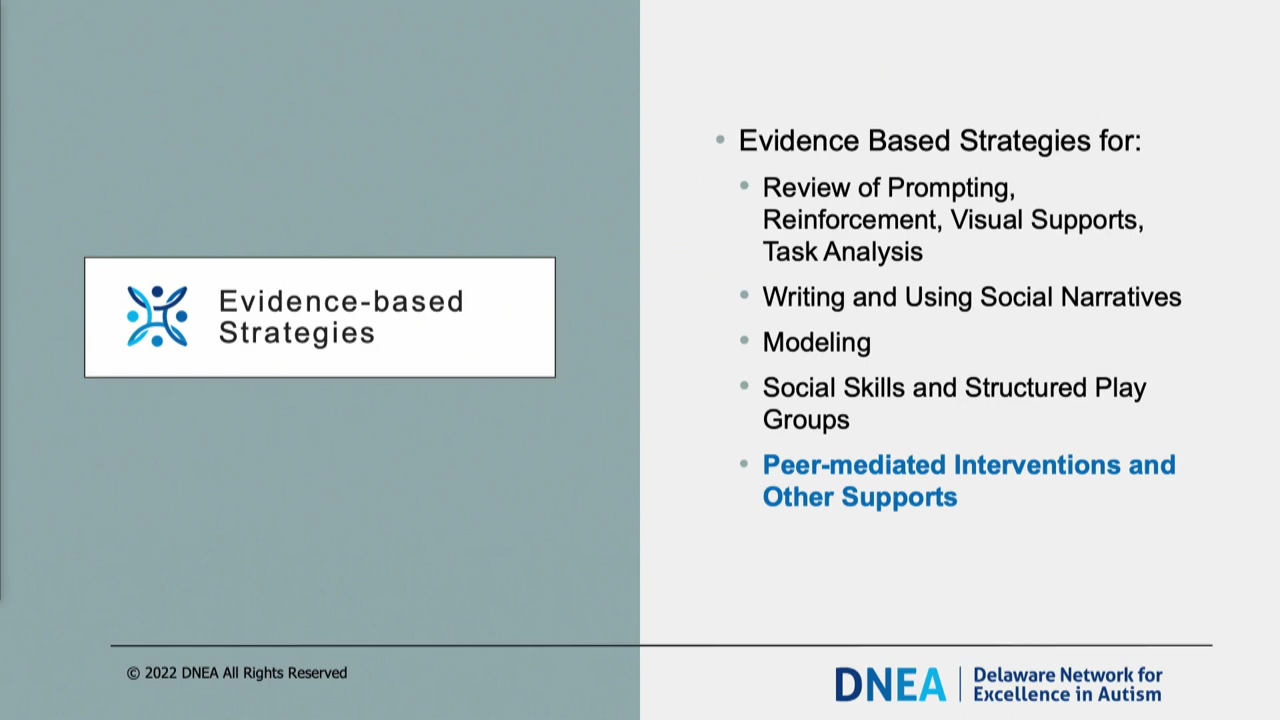 Evidence-based
Strategies
Evidence Based Strategies for:
Review of Prompting,
Reinforcement, Visual Supports,
Task Analysis
Writing and Using Social Narratives
Modeling
Social Skills and Structured Play
Groups
Peer-mediated Interventions and
Other Supports
© 2022 DNEA All Rights Reserved
DNEA
Delaware Network for
Excellence in Autism